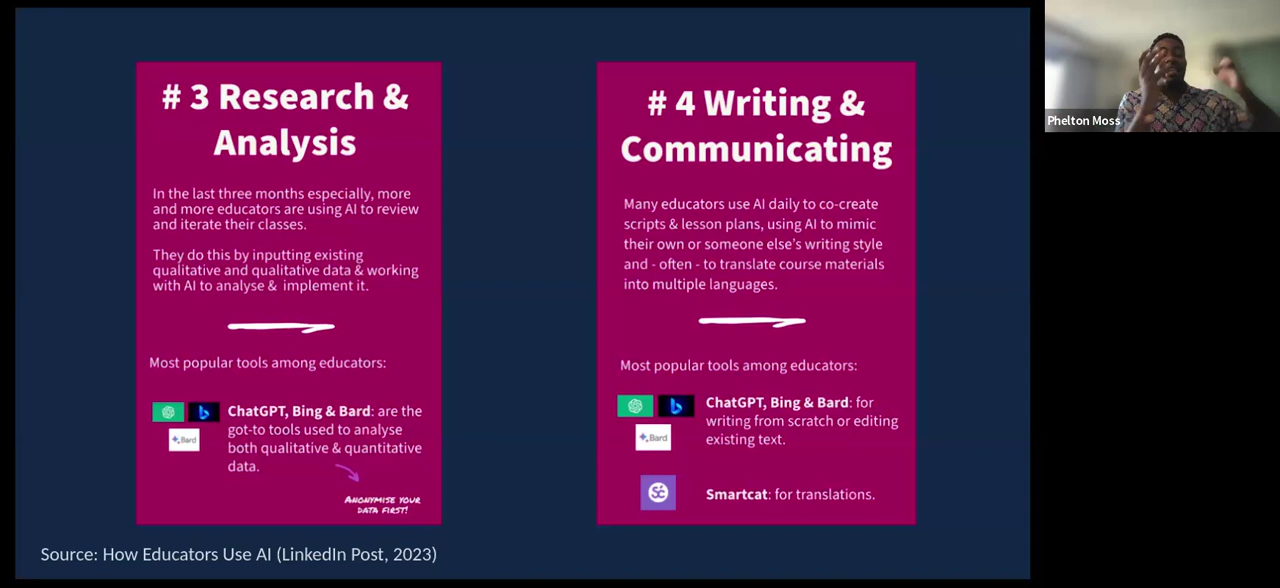 # 3 Research &
Analysis
In the last three months especially, more
and more educators are using AI to review
and iterate their classes.
They do this by inputting existing
qualitative and qualitative data & working
with AI to analyse & implement it.
Most popular tools among educators:
Bard
ChatGPT, Bing & Bard: are the
got-to tools used to analyse
both qualitative & quantitative
data.
ANONYMISE YOUR
DATA FIRST!
# 4 Writing &
Communicating
Many educators use AI daily to co-create
scripts & lesson plans, using AI to mimic
their own or someone else's writing style
and - often - to translate course materials
into multiple languages.
Most popular tools among educators:
Bard
ChatGPT, Bing & Bard: for
writing from scratch or editing
existing text.
Smartcat: for translations.
Source: How Educators Use AI (LinkedIn Post, 2023)
Phelton Moss